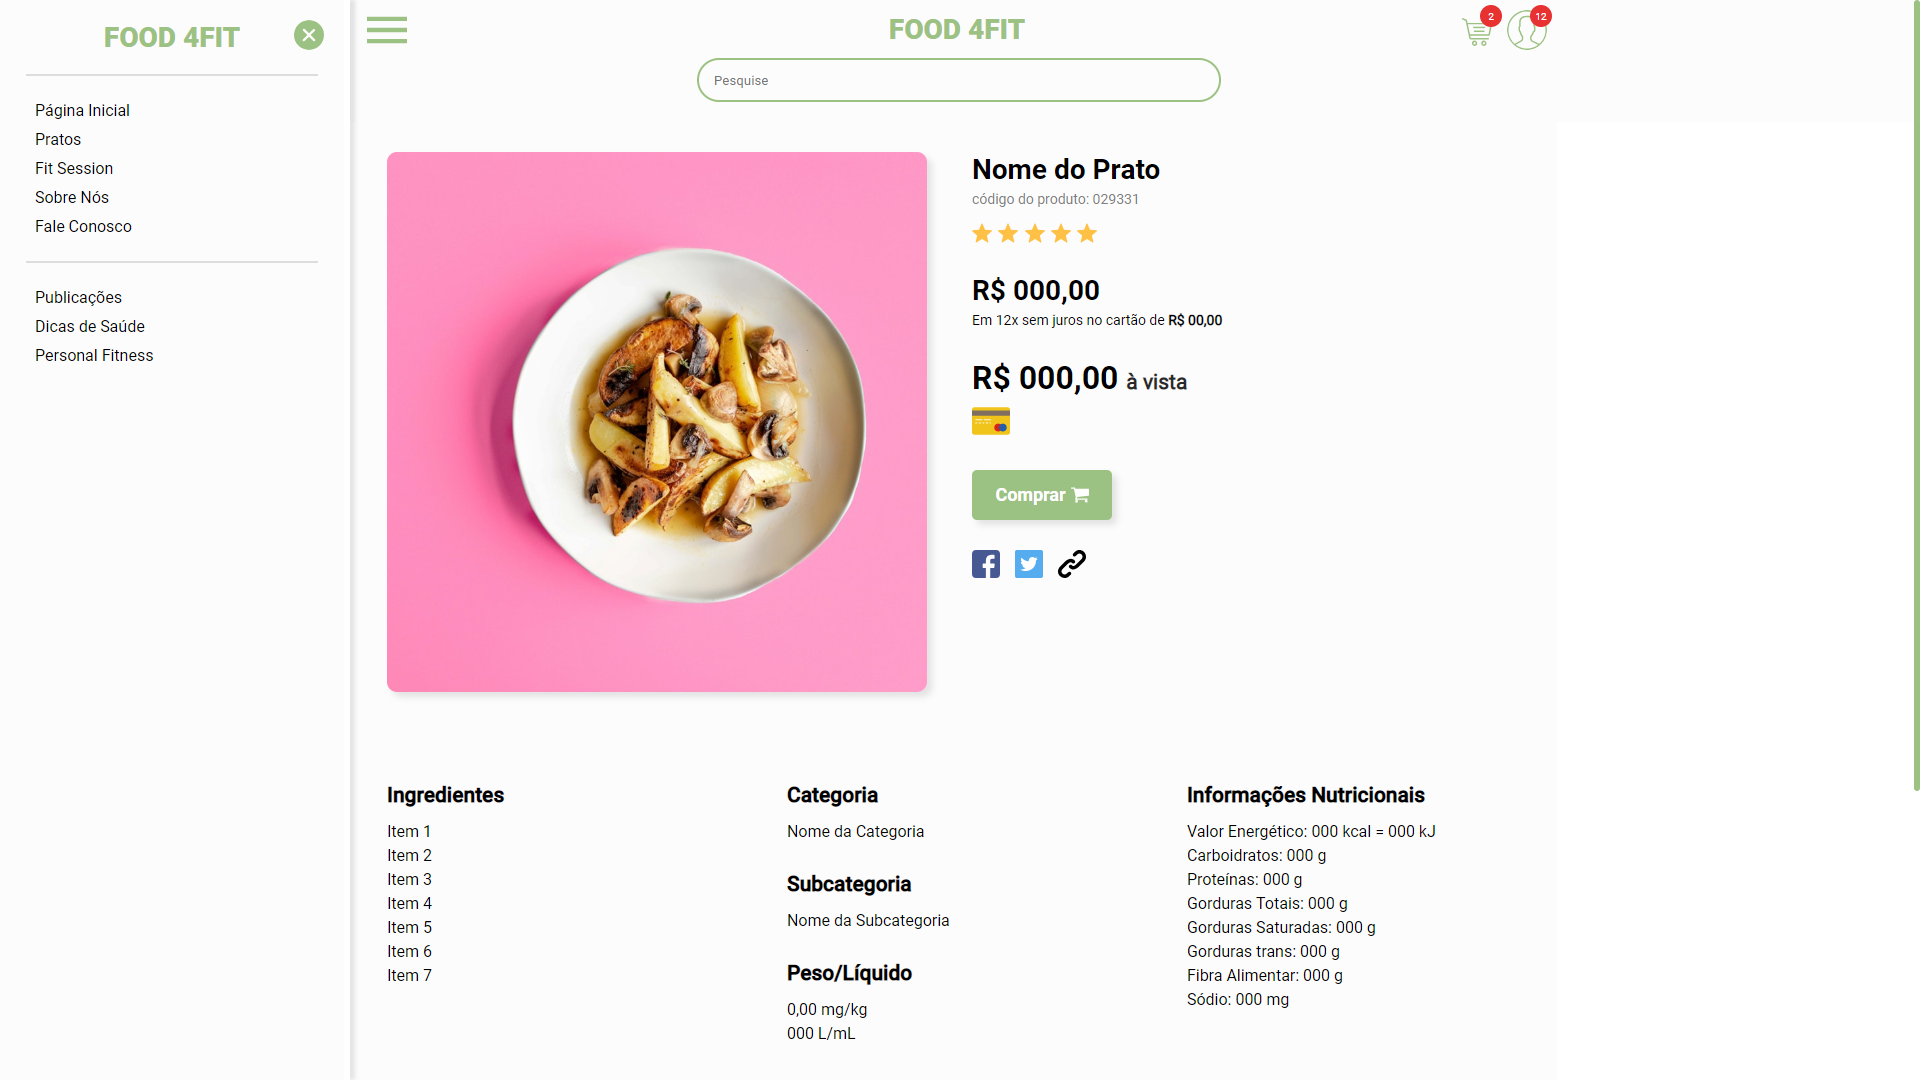 FOOD 4FIT
Página Inicial
Pratos
Fit Session
Sobre Nós
Fale Conosco
Publicações
Dicas de Saúde
Personal Fitness
FOOD 4FIT
2
12
Pesquise
Nome do Prato
código do produto: 029331
R$ 000,00
Em 12x sem juros no cartão de R$ 00,00
R$ 000,00 à vista
Comprar
Ingredientes
Item 1
Item 2
Item 3
Item 4
Item 5
Item 6
Item 7
Categoria
Nome da Categoria
Subcategoria
Nome da Subcategoria
Peso/Líquido
0,00 mg/kg
000 L/mL
Informações Nutricionais
Valor Energético: 000 kcal = 000 kJ
Carboidratos: 000 g
Proteínas: 000 g
Gorduras Totais: 000 g
Gorduras Saturadas: 000 g
Gorduras trans: 000 g
Fibra Alimentar: 000 g
Sódio: 000 mg